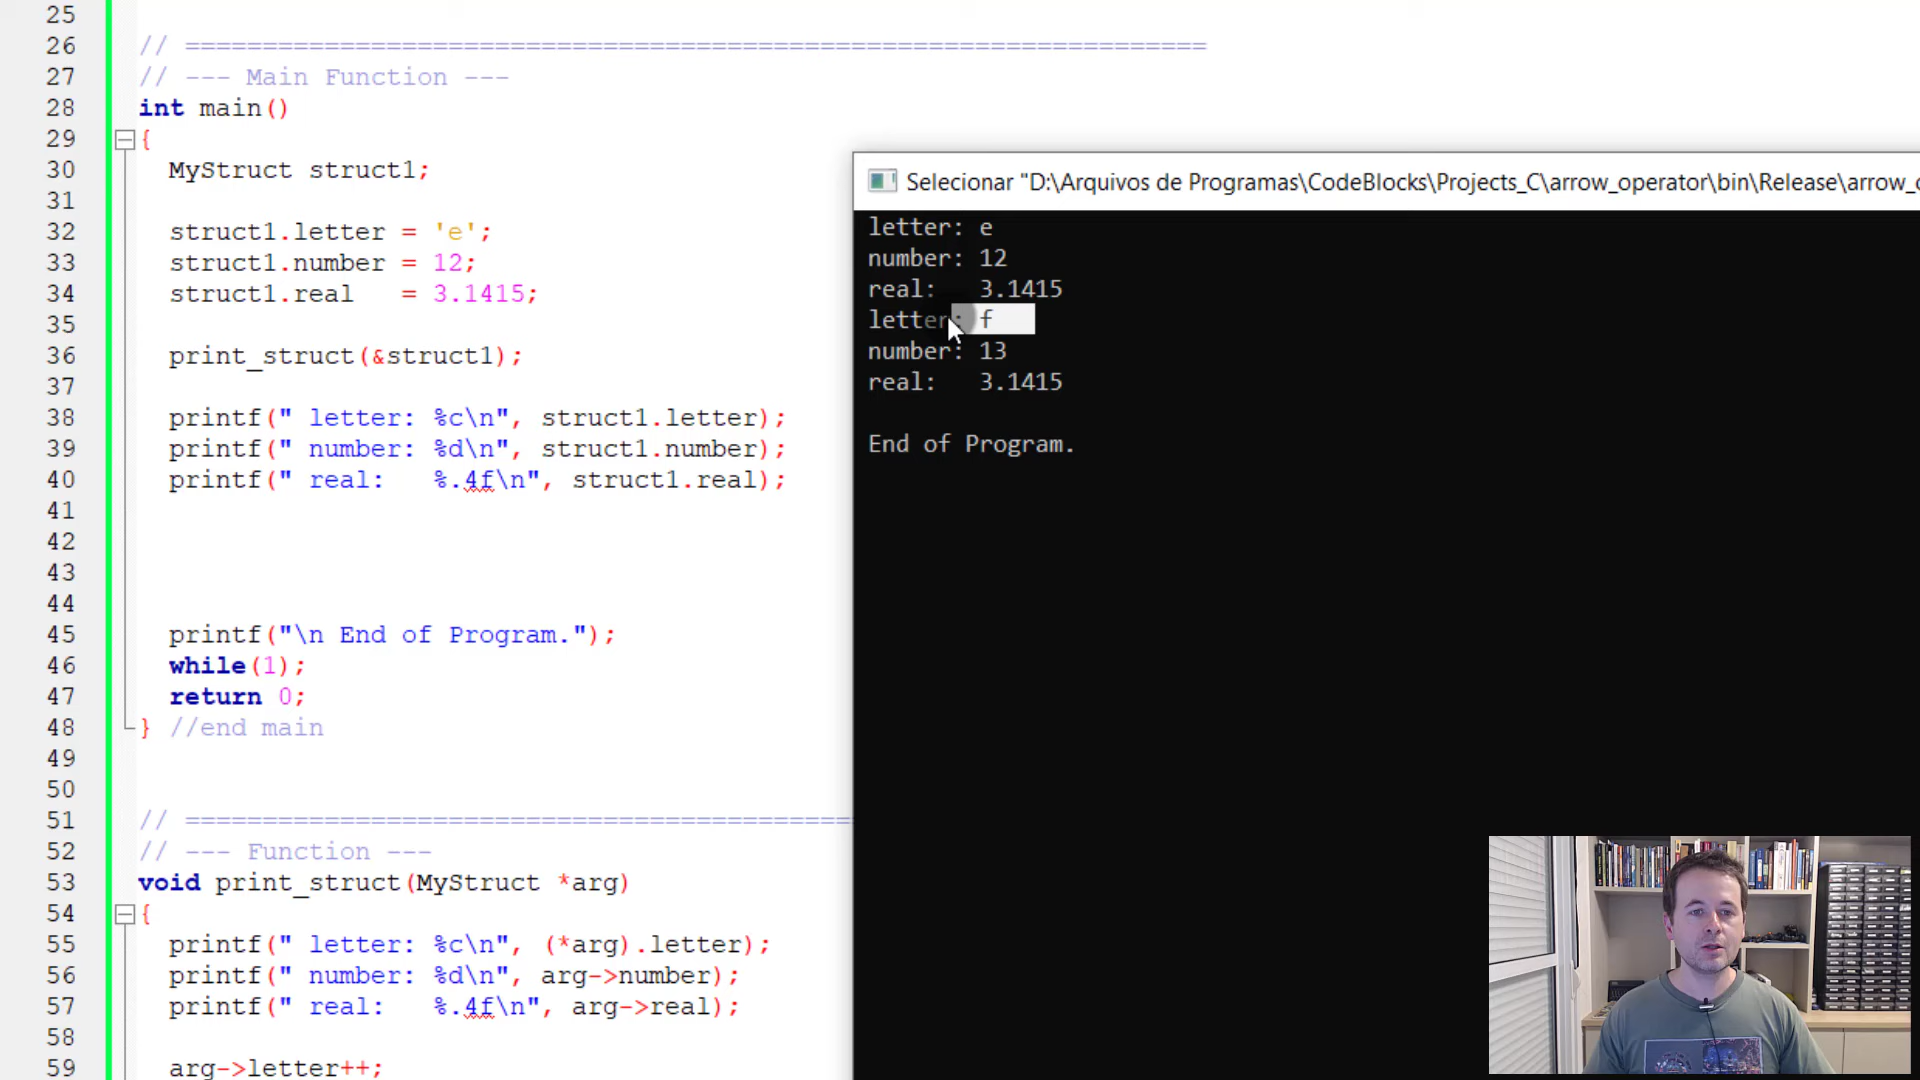 25
26 // ==================================================================
27 // --- Main Function ---
28 int main()
29 {
30 MyStruct struct1;
31
32 struct1.letter = 'e';
33 struct1.number = 12;
34 struct1.real   = 3.1415;
35
36 print_struct(&struct1);
37
38 printf(" letter: %c\n", struct1.letter);
39 printf(" number: %d\n", struct1.number);
40 printf(" real:   %.4f\n", struct1.real);
41
42
43
44
45 printf("\n End of Program.");
46 while(1);
47 return 0;
48 } //end main
49
50
51 // ===========================================
52 // --- Function ---
53 void print_struct(MyStruct *arg)
54 {
55 printf(" letter: %c\n", (*arg).letter);
56 printf(" number: %d\n", arg->number);
57 printf(" real:   %.4f\n", arg->real);
58
59 arg->letter++;
Selecionar "D:\Arquivos de Programas\CodeBlocks\Projects_C\arrow_operator\bin\Release\arrow_
letter: e
number: 12
real:   3.1415
letter: f
number: 13
real:   3.1415
End of Program.